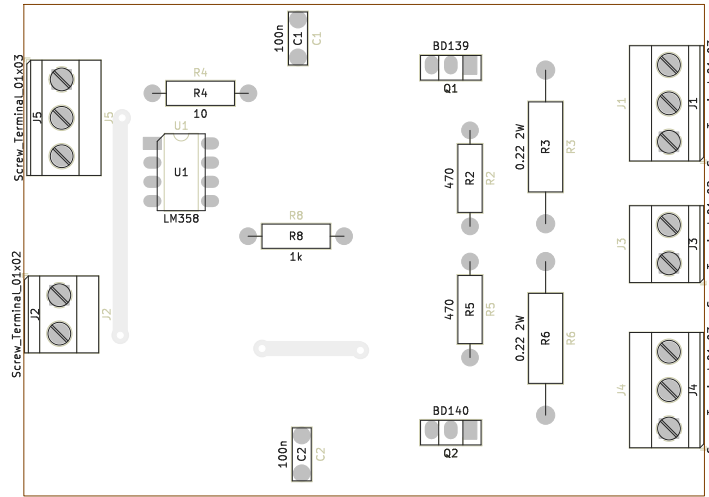 100n
C1
C1
BD139
Q1
Screw_Terminal_01x03
J5
J5
R4
R4
10
U1
U1
LM358
470
R2
R2
0.22 2W
R3
R3
J1
J1
R8
R8
1k
J3
J3
Screw_Terminal_01x02
J2
J2
470
R5
R5
0.22 2W
R6
R6
J4
J4
100n
C2
C2
BD140
Q2